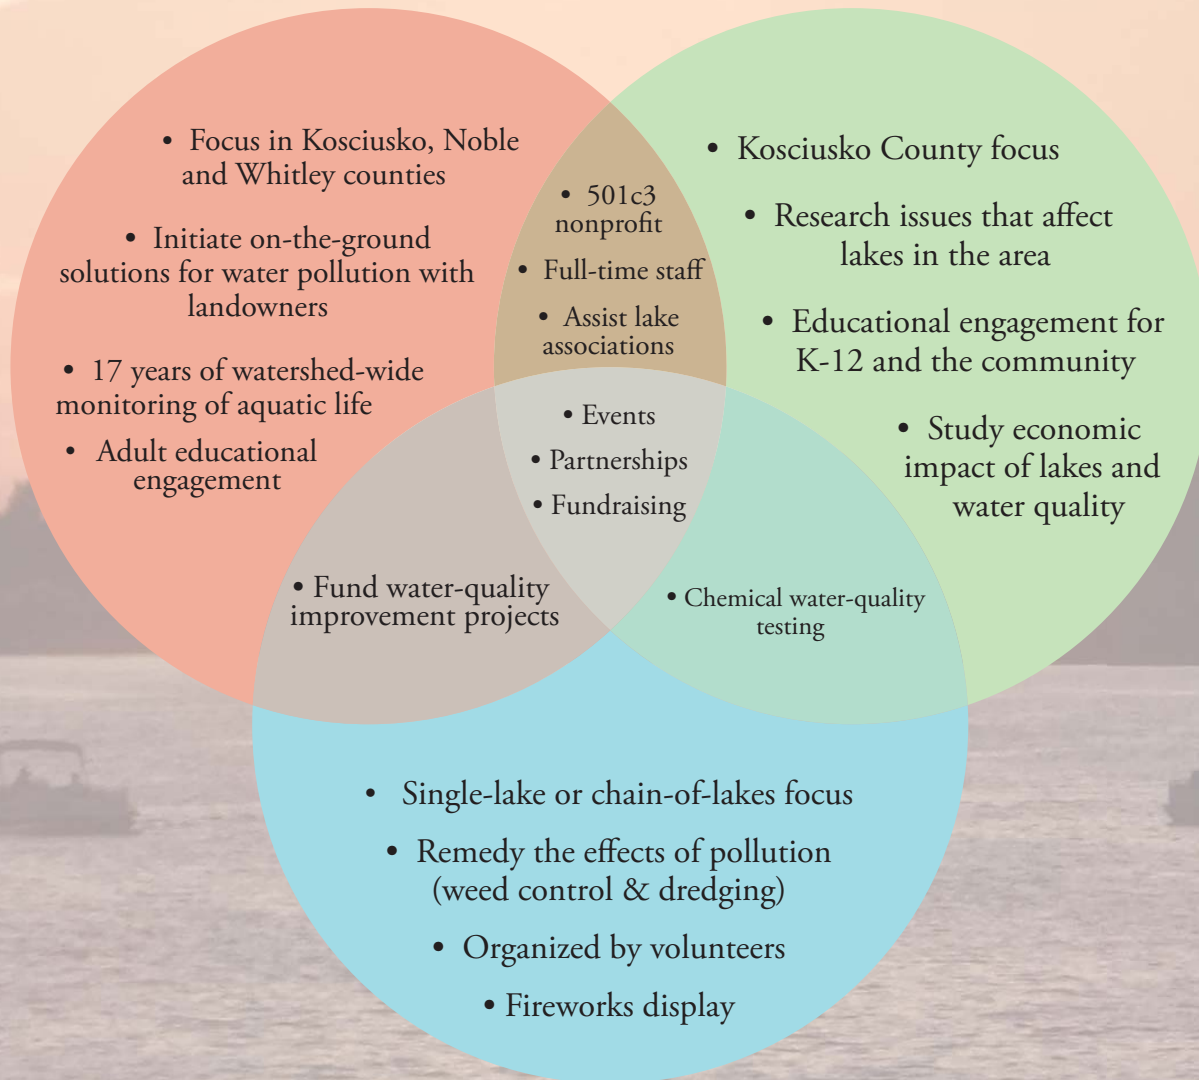 • Focus in Kosciusko, Noble
and Whitley counties
• Initiate on-the-ground
solutions for water pollution with
landowners
• 17 years of watershed-wide
monitoring of aquatic life
• Adult educational
engagement
• 501c3
nonprofit
• Full-time staff
• Assist lake
associations
• Kosciusko County focus
• Research issues that affect
lakes in the area
• Educational engagement for
K-12 and the community
• Study economic
impact of lakes and
water quality
• Events
• Partnerships
• Fundraising
• Fund water-quality
improvement projects
• Chemical water-quality
testing
• Single-lake or chain-of-lakes focus
• Remedy the effects of pollution
(weed control & dredging)
• Organized by volunteers
• Fireworks display